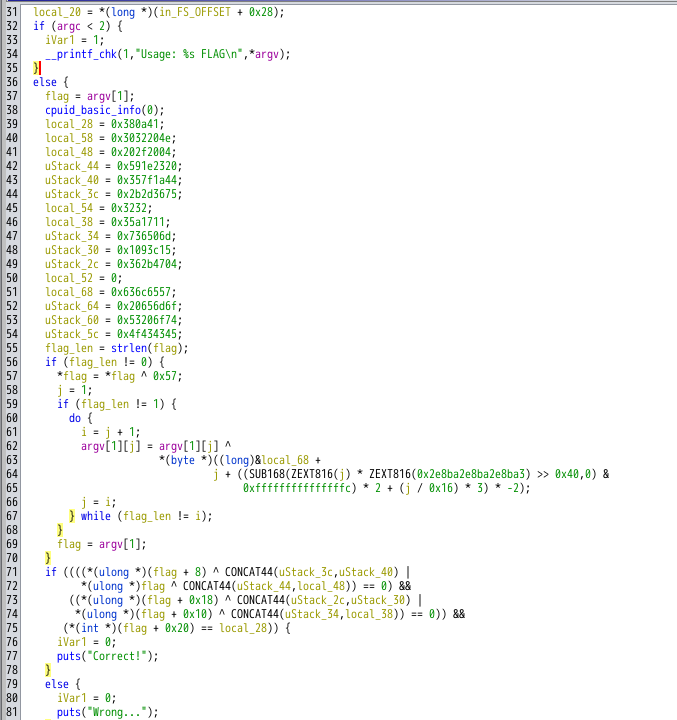 31 local_20 = *(long *)(in_FS_OFFSET + 0x28);
32 if (argc < 2) {
33 iVar1 = 1;
34 __printf_chk(1,"Usage: %s FLAG\n",*argv);
35 }
36 else {
37 flag = argv[1];
38 cpuid_basic_info(0);
39 local_28 = 0x380a41;
40 local_58 = 0x3032204e;
41 local_48 = 0x202f2004;
42 uStack_44 = 0x591e2320;
43 uStack_40 = 0x357f1a44;
44 uStack_3c = 0x2b2d3675;
45 local_54 = 0x3232;
46 local_38 = 0x35a1711;
47 uStack_34 = 0x736506d;
48 uStack_30 = 0x1093c15;
49 uStack_2c = 0x362b4704;
50 local_52 = 0;
51 local_68 = 0x636c6557;
52 uStack_64 = 0x20656d6f;
53 uStack_60 = 0x53206f74;
54 uStack_5c = 0x4f434345;
55 flag_len = strlen(flag);
56 if (flag_len != 0) {
57 *flag = *flag ^ 0x57;
58 j = 1;
59 if (flag_len != 1) {
60 do {
61 i = j + 1;
62 argv[1][j] = argv[1][j] ^
63 *(byte *)((long)&local_68 +
64 j + ((SUB168(ZEXT816(j) * ZEXT816(0x2e8ba2e8ba2e8ba3) >> 0x40,0) &
65 0xfffffffffffffffc) * 2 + (j / 0x16) * 3) * -2);
66 j = i;
67 } while (flag_len != i);
68 }
69 flag = argv[1];
70 }
71 if ((((*(ulong *)(flag + 8) ^ CONCAT44(uStack_3c,uStack_40) |
72 *(ulong *)flag ^ CONCAT44(uStack_44,local_48)) == 0) &&
73 ((*(ulong *)(flag + 0x18) ^ CONCAT44(uStack_2c,uStack_30) |
74 *(ulong *)(flag + 0x10) ^ CONCAT44(uStack_34,local_38)) == 0)) &&
75 (*(int *)(flag + 0x20) == local_28)) {
76 iVar1 = 0;
77 puts("Correct!");
78 }
79 else {
80 iVar1 = 0;
81 puts("Wrong...");